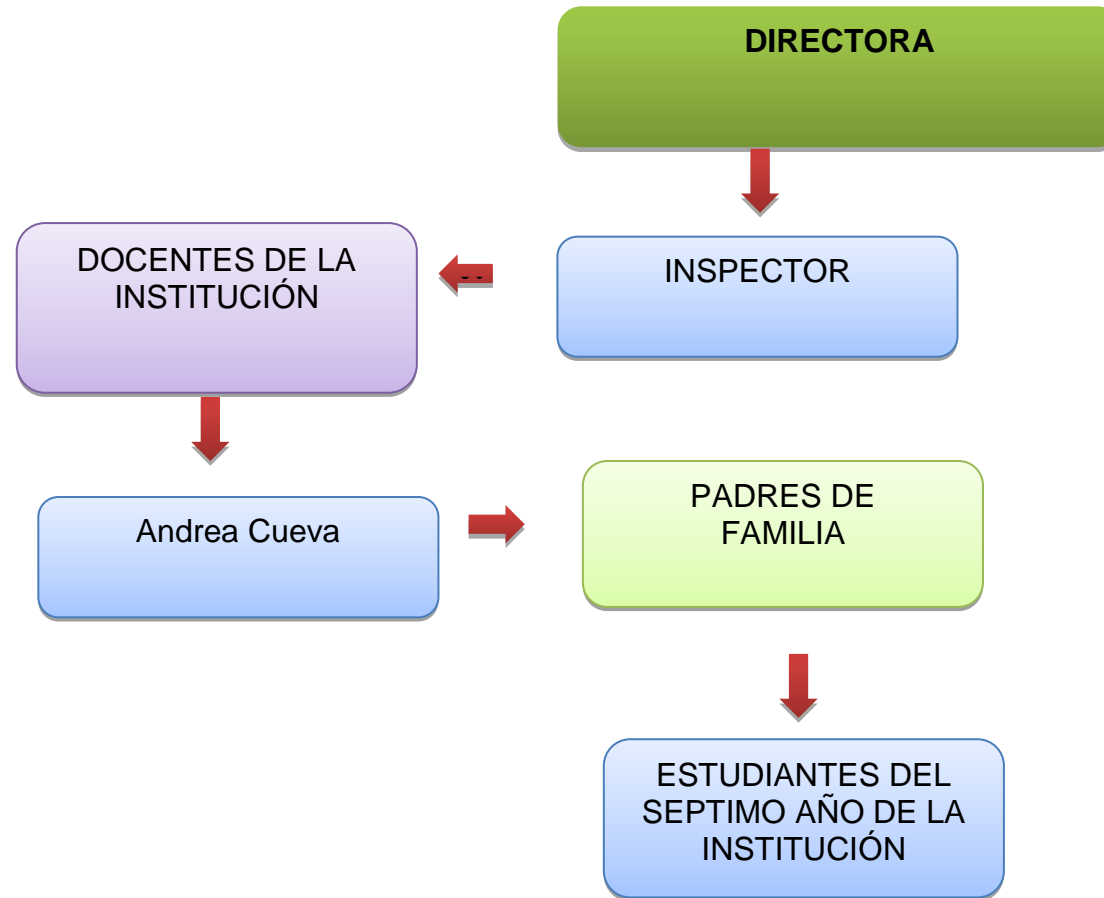 DIRECTORA
INSPECTOR
DOCENTES DE LA
INSTITUCIÓN
Andrea Cueva
PADRES DE
FAMILIA
ESTUDIANTES DEL
SEPTIMO AÑO DE LA
INSTITUCIÓN